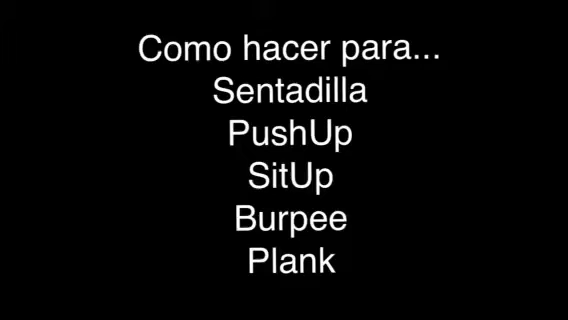 Como hacer para...
Sentadilla
PushUp
SitUp
Burpee
Plank